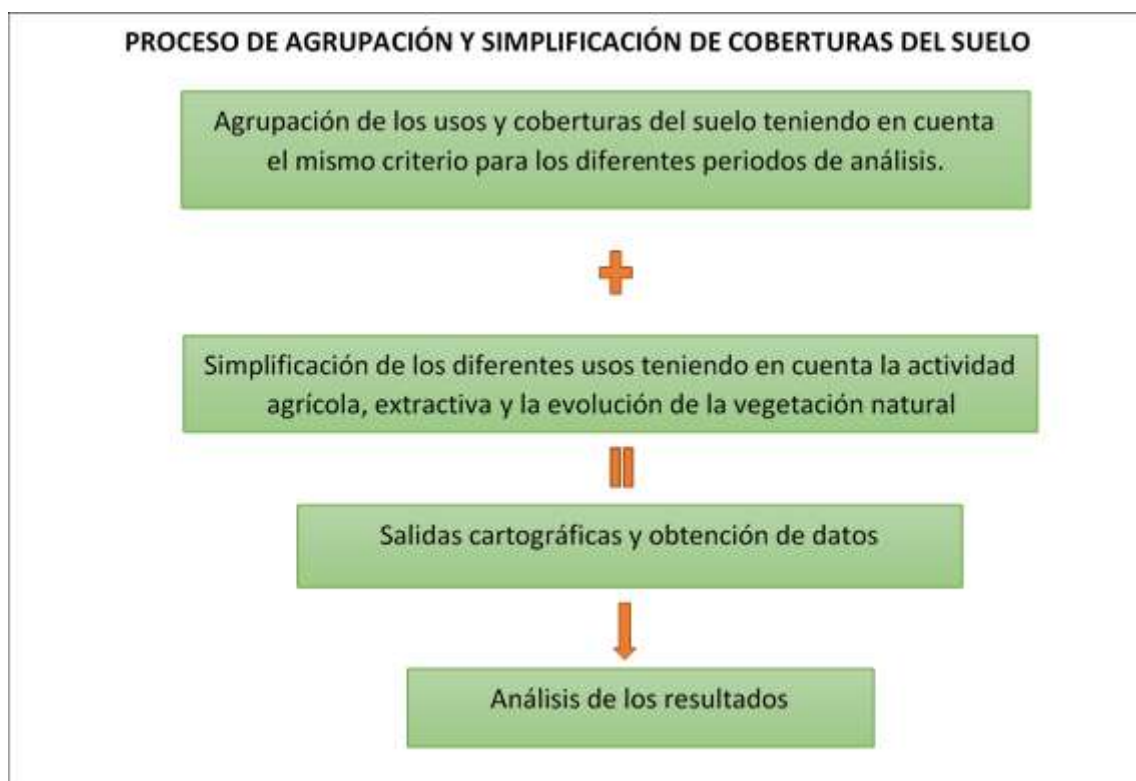 PROCESO DE AGRUPACIÓN Y SIMPLIFICACIÓN DE COBERTURAS DEL SUELO
Agrupación de los usos y coberturas del suelo teniendo en cuenta
el mismo criterio para los diferentes periodos de análisis.
Simplificación de los diferentes usos teniendo en cuenta la actividad
agrícola, extractiva y la evolución de la vegetación natural
Salidas cartográficas y obtención de datos
Análisis de los resultados